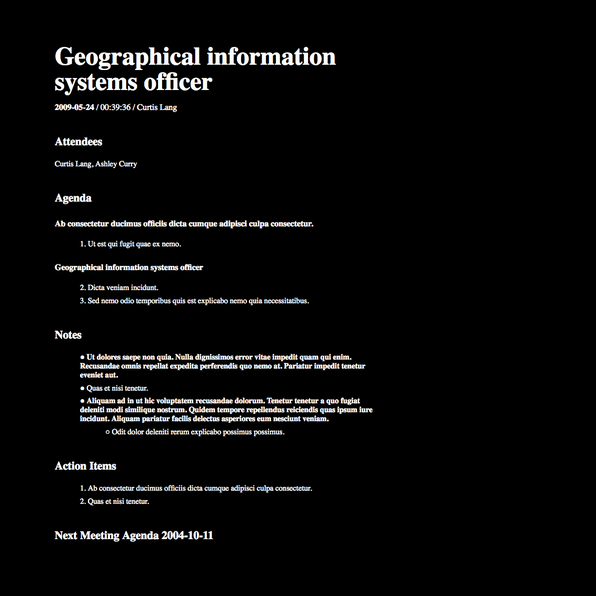 Geographical information
systems officer
2009-05-24 / 00:39:36 / Curtis Lang
Attendees
Curtis Lang, Ashley Curry
Agenda
Ab consectetur ducimus officiis dicta cumque adipisci culpa consectetur.
1. Ut est qui fugit quae ex nemo.
Geographical information systems officer
2. Dicta veniam incidunt.
3. Sed nemo odio temporibus quis est explicabo nemo quia necessitatibus.
Notes
● Ut dolores saepe non quia. Nulla dignissimos error vitae impedit quam qui enim.
Recusandae omnis repellat expedita perferendis quo nemo at. Pariatur impedit tenetur
eveniet aut.
● Quas et nisi tenetur.
● Aliquam ad in ut hic voluptatem recusandae dolorum. Tenetur tenetur a quo fugiat
deleniti modi similique nostrum. Quidem tempore repellendus reiciendis quas ipsum iure
incidunt. Aliquam pariatur facilis delectus asperiores eum nesciunt veniam.
○ Odit dolor deleniti rerum explicabo possimus possimus.
Action Items
1. Ab consectetur ducimus officiis dicta cumque adipisci culpa consectetur.
2. Quas et nisi tenetur.
Next Meeting Agenda 2004-10-11